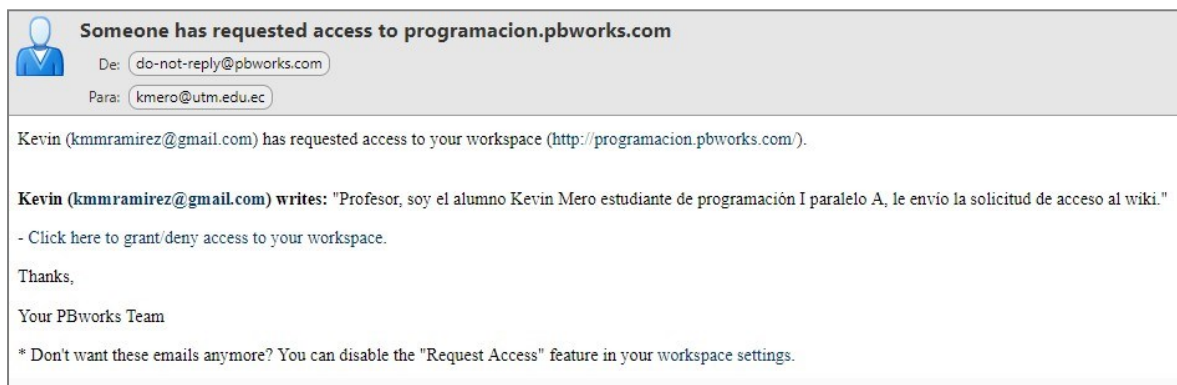 Someone has requested access to programacion.pbworks.com
De: do-not-reply@pbworks.com
Para: kmero@utm.edu.ec
Kevin (kmmramirez@gmail.com) has requested access to your workspace (http://programacion.pbworks.com/).
Kevin (kmmramirez@gmail.com) writes: "Profesor, soy el alumno Kevin Mero estudiante de programación I paralelo A, le envío la solicitud de acceso al wiki."
- Click here to grant/deny access to your workspace.
Thanks,
Your PBworks Team
* Don't want these emails anymore? You can disable the "Request Access" feature in your workspace settings.